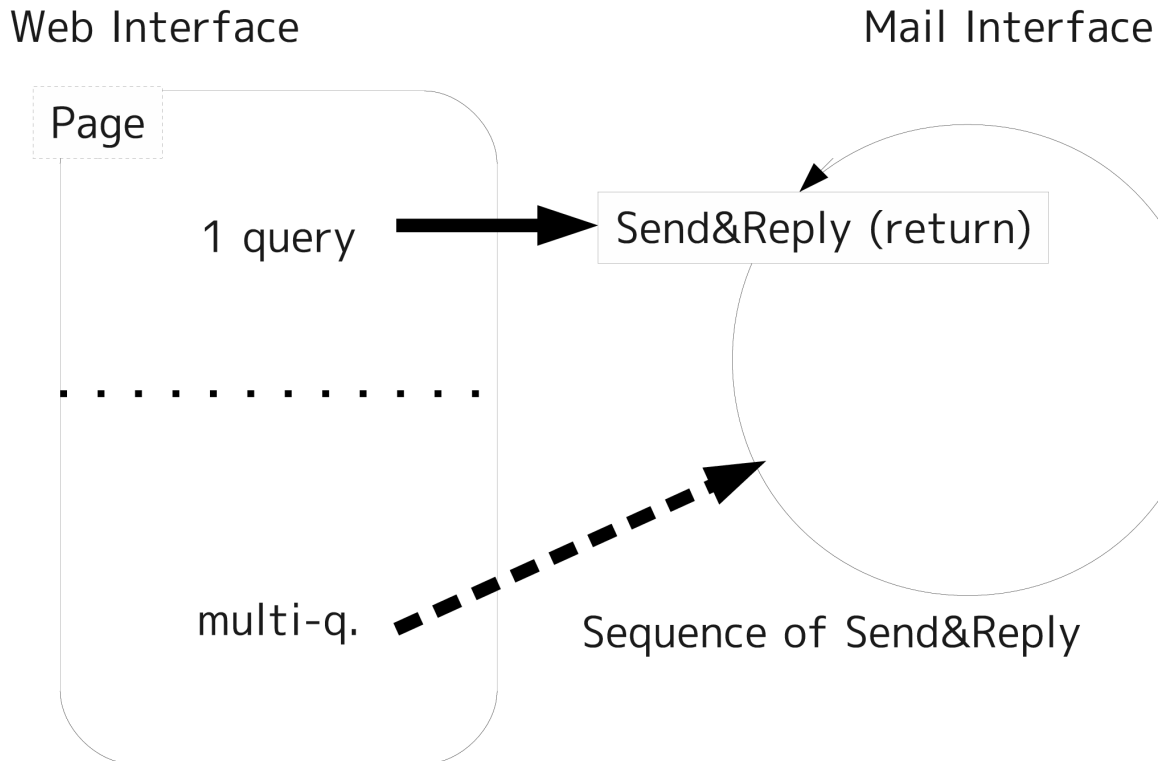 Web Interface
Mail Interface
Page
1 query
Send&Reply (return)
multi-q.
Sequence of Send&Reply